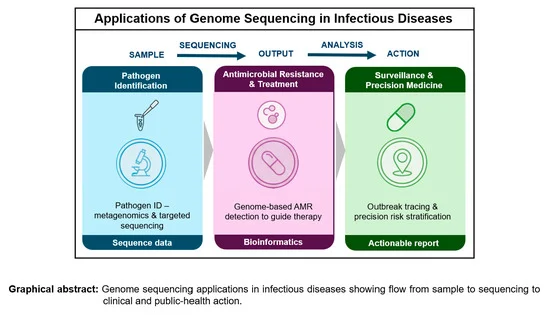 Applications of Genome Sequencing in Infectious Diseases
SAMPLE
SEQUENCING
OUTPUT
ANALYSIS
ACTION
Pathogen
Identification
Pathogen ID –
metagenomics & targeted
sequencing
Sequence data
Antimicrobial Resistance
& Treatment
Genome-based AMR
detection to guide therapy
Bioinformatics
Surveillance &
Precision Medicine
Outbreak tracing &
precision risk stratification
Actionable report
Graphical abstract: Genome sequencing applications in infectious diseases showing flow from sample to sequencing to
clinical and public-health action.